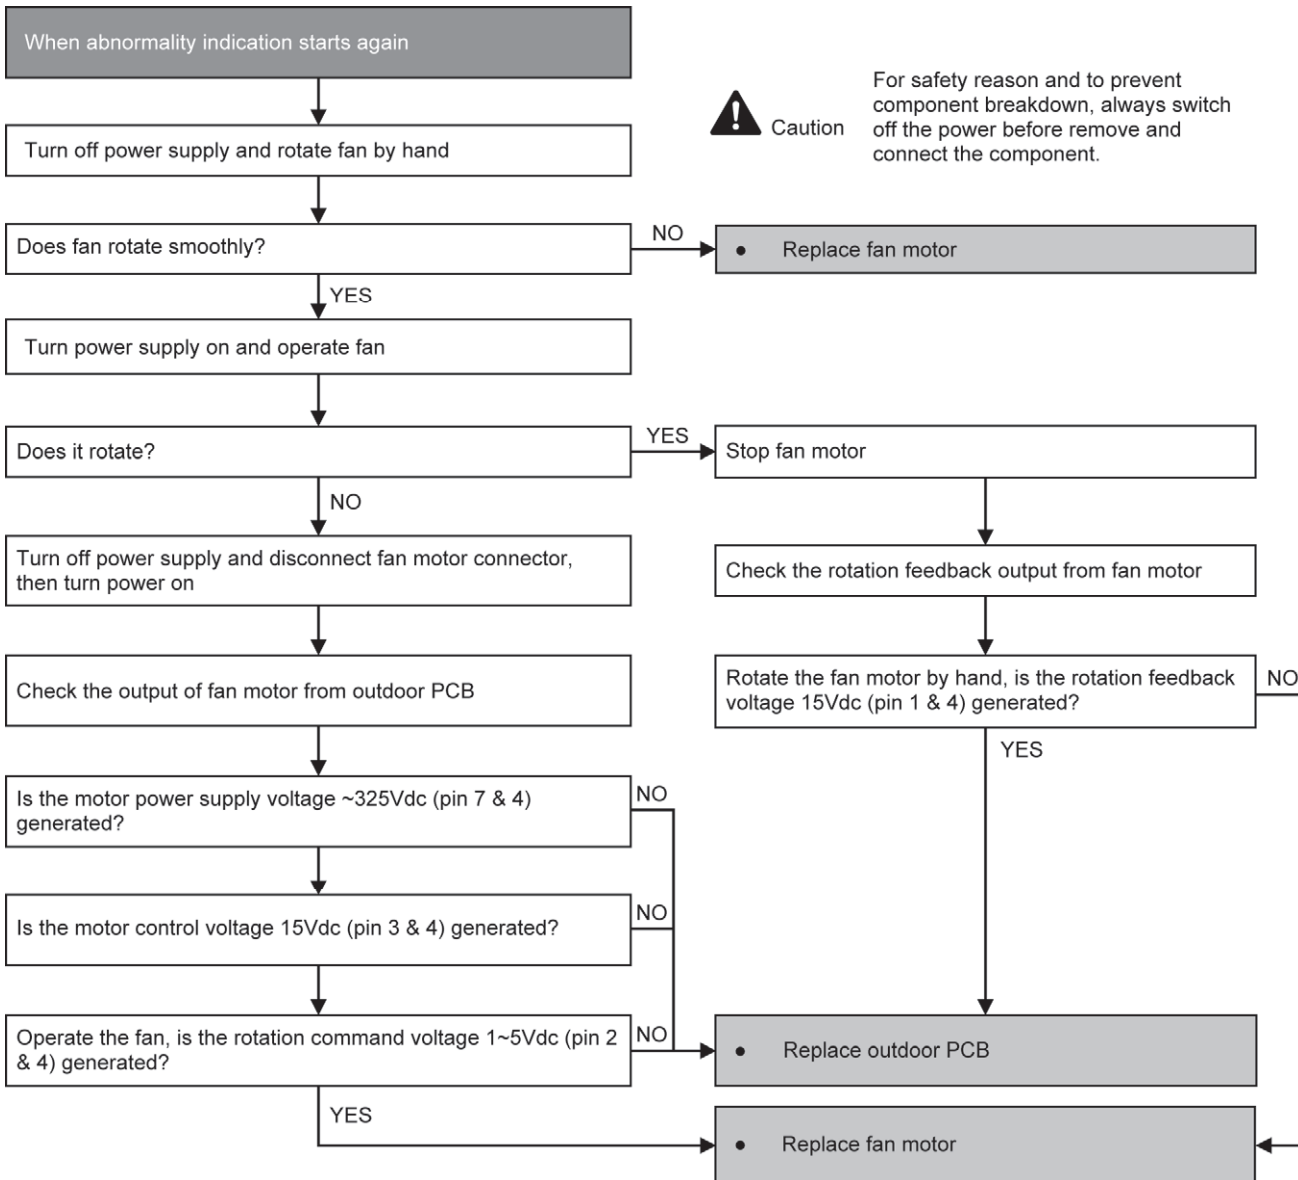 When abnormality indication starts again
For safety reason and to prevent
component breakdown, always switch
off the power before remove and
connect the component.
Caution
Turn off power supply and rotate fan by hand
Does fan rotate smoothly?
NO
• Replace fan motor
YES
Turn power supply on and operate fan
Does it rotate?
YES
Stop fan motor
NO
Turn off power supply and disconnect fan motor connector,
then turn power on
Check the rotation feedback output from fan motor
Check the output of fan motor from outdoor PCB
Rotate the fan motor by hand, is the rotation feedback
voltage 15Vdc (pin 1 & 4) generated?
NO
YES
Is the motor power supply voltage ~325Vdc (pin 7 & 4)
generated?
NO
Is the motor control voltage 15Vdc (pin 3 & 4) generated?
NO
Operate the fan, is the rotation command voltage 1~5Vdc (pin 2
& 4) generated?
NO
• Replace outdoor PCB
YES
• Replace fan motor